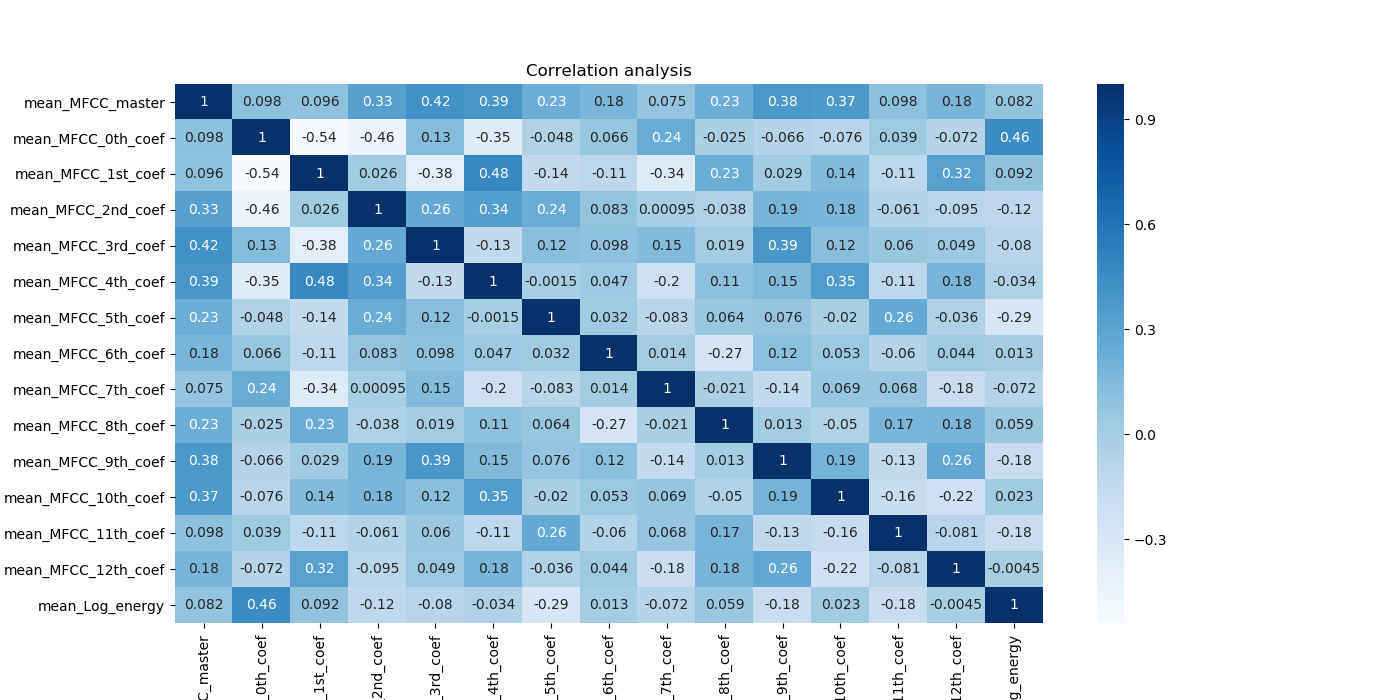 Correlation analysis
mean_MFCC_master 1 0.098 0.096 0.33 0.42 0.39 0.23 0.18 0.075 0.23 0.38 0.37 0.098 0.18 0.082
mean_MFCC_0th_coef 0.098 1 -0.54 -0.46 0.13 -0.35 -0.048 0.066 0.24 -0.025 -0.066 -0.076 0.039 -0.072 0.46
mean_MFCC_1st_coef 0.096 -0.54 1 0.026 -0.38 0.48 -0.14 -0.11 -0.34 0.23 0.029 0.14 -0.11 0.32 0.092
mean_MFCC_2nd_coef 0.33 -0.46 0.026 1 0.26 0.34 0.24 0.083 0.00095 -0.038 0.19 0.18 -0.061 -0.095 -0.12
mean_MFCC_3rd_coef 0.42 0.13 -0.38 0.26 1 -0.13 0.12 0.098 0.15 0.019 0.39 0.12 0.06 0.049 -0.08
mean_MFCC_4th_coef 0.39 -0.35 0.48 0.34 -0.13 1 -0.0015 0.047 -0.2 0.11 0.15 0.35 -0.11 0.18 -0.034
mean_MFCC_5th_coef 0.23 -0.048 -0.14 0.24 0.12 -0.0015 1 0.032 -0.083 0.064 0.076 -0.02 0.26 -0.036 -0.29
mean_MFCC_6th_coef 0.18 0.066 -0.11 0.083 0.098 0.047 0.032 1 0.014 -0.27 0.12 0.053 -0.06 0.044 0.013
mean_MFCC_7th_coef 0.075 0.24 -0.34 0.00095 0.15 -0.2 -0.083 0.014 1 -0.021 -0.14 0.069 0.068 -0.18 -0.072
mean_MFCC_8th_coef 0.23 -0.025 0.23 -0.038 0.019 0.11 0.064 -0.27 -0.021 1 0.013 -0.05 0.17 0.18 0.059
mean_MFCC_9th_coef 0.38 -0.066 0.029 0.19 0.39 0.15 0.076 0.12 -0.14 0.013 1 0.19 -0.13 0.26 -0.18
mean_MFCC_10th_coef 0.37 -0.076 0.14 0.18 0.12 0.35 -0.02 0.053 0.069 -0.05 0.19 1 -0.16 -0.22 0.023
mean_MFCC_11th_coef 0.098 0.039 -0.11 -0.061 0.06 -0.11 0.26 -0.06 0.068 0.17 -0.13 -0.16 1 -0.081 -0.18
mean_MFCC_12th_coef 0.18 -0.072 0.32 -0.095 0.049 0.18 -0.036 0.044 -0.18 0.18 0.26 -0.22 -0.081 1 -0.0045
mean_Log_energy 0.082 0.46 0.092 -0.12 -0.08 -0.034 -0.29 0.013 -0.072 0.059 -0.18 0.023 -0.18 -0.0045 1
C_master
_0th_coef
_1st_coef
2nd_coef
_3rd_coef
_4th_coef
_5th_coef
_6th_coef
_7th_coef
_8th_coef
_9th_coef
10th_coef
11th_coef
12th_coef
g_energy
0.9
0.6
0.3
0.0
−0.3